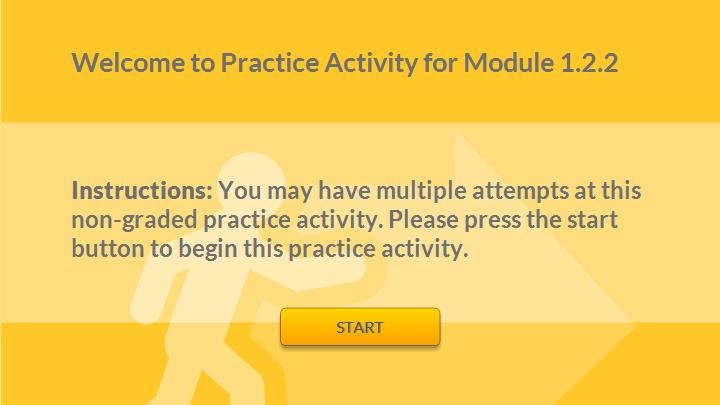 Welcome to Practice Activity for Module 1.2.2
Instructions: You may have multiple attempts at this
non-graded practice activity. Please press the start
button to begin this practice activity.
START